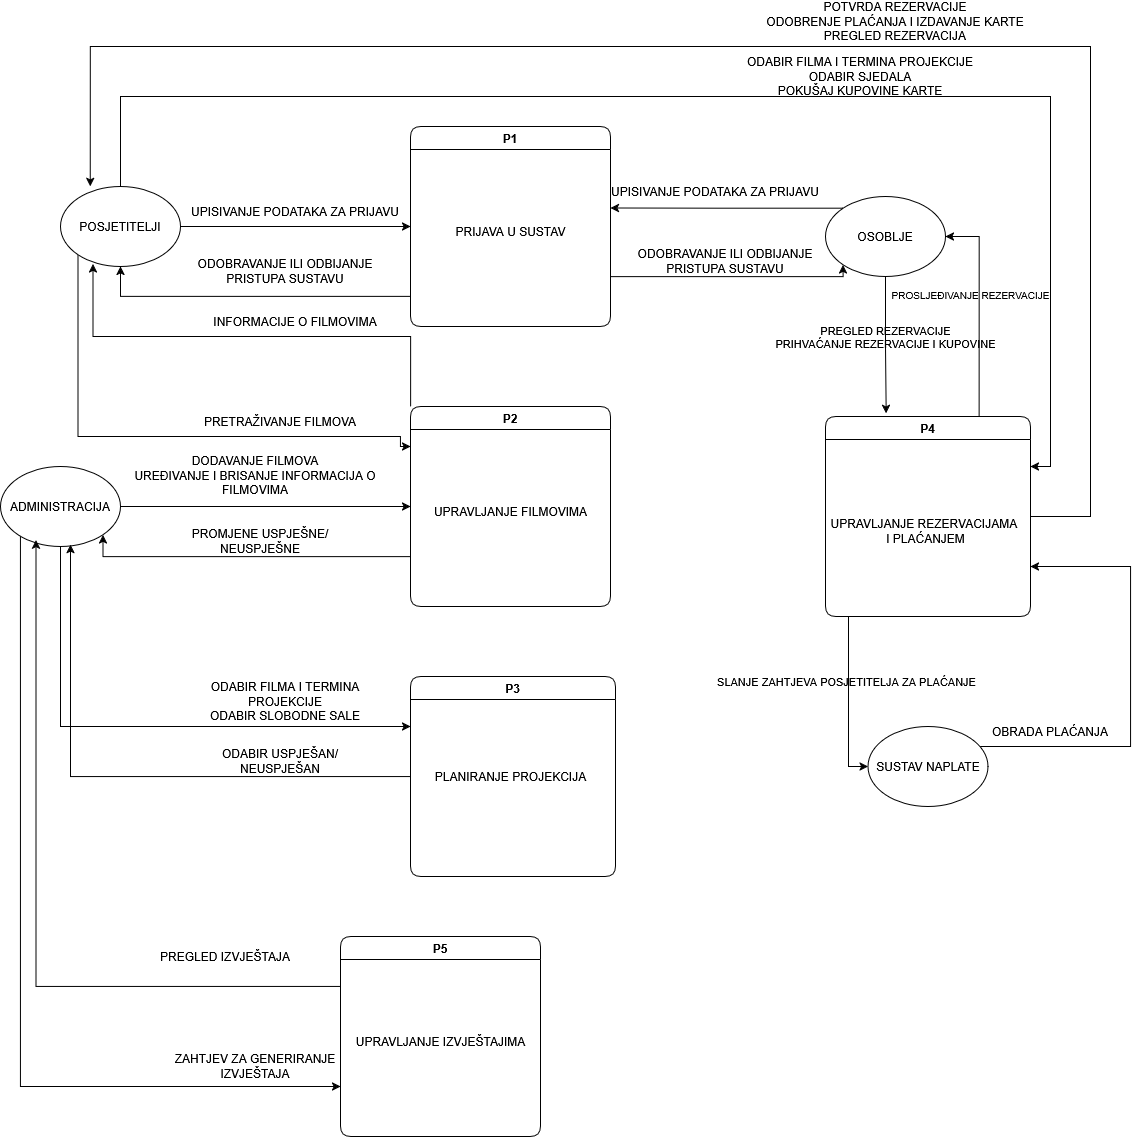 POTVRDA REZERVACIJE
ODOBRENJE PLAĆANJA I IZDAVANJE KARTE
PREGLED REZERVACIJA
ODABIR FILMA I TERMINA PROJEKCIJE
ODABIR SJEDALA
POKUŠAJ KUPOVINE KARTE
P1
PRIJAVA U SUSTAV
POSJETITELJI
UPISIVANJE PODATAKA ZA PRIJAVU
ODOBRAVANJE ILI ODBIJANJE
PRISTUPA SUSTAVU
UPISIVANJE PODATAKA ZA PRIJAVU
OSOBLJE
ODOBRAVANJE ILI ODBIJANJE
PRISTUPA SUSTAVU
PROSLJEĐIVANJE REZERVACIJE
PREGLED REZERVACIJE
PRIHVAĆANJE REZERVACIJE I KUPOVINE
INFORMACIJE O FILMOVIMA
PRETRAŽIVANJE FILMOVA
P2
UPRAVLJANJE FILMOVIMA
ADMINISTRACIJA
DODAVANJE FILMOVA
UREĐIVANJE I BRISANJE INFORMACIJA O
FILMOVIMA
PROMJENE USPJEŠNE/
NEUSPJEŠNE
P4
UPRAVLJANJE REZERVACIJAMA
I PLAĆANJEM
ODABIR FILMA I TERMINA
PROJEKCIJE
ODABIR SLOBODNE SALE
ODABIR USPJEŠAN/
NEUSPJEŠAN
P3
PLANIRANJE PROJEKCIJA
SLANJE ZAHTJEVA POSJETITELJA ZA PLAĆANJE
SUSTAV NAPLATE
OBRADA PLAĆANJA
PREGLED IZVJEŠTAJA
P5
UPRAVLJANJE IZVJEŠTAJIMA
ZAHTJEV ZA GENERIRANJE
IZVJEŠTAJA